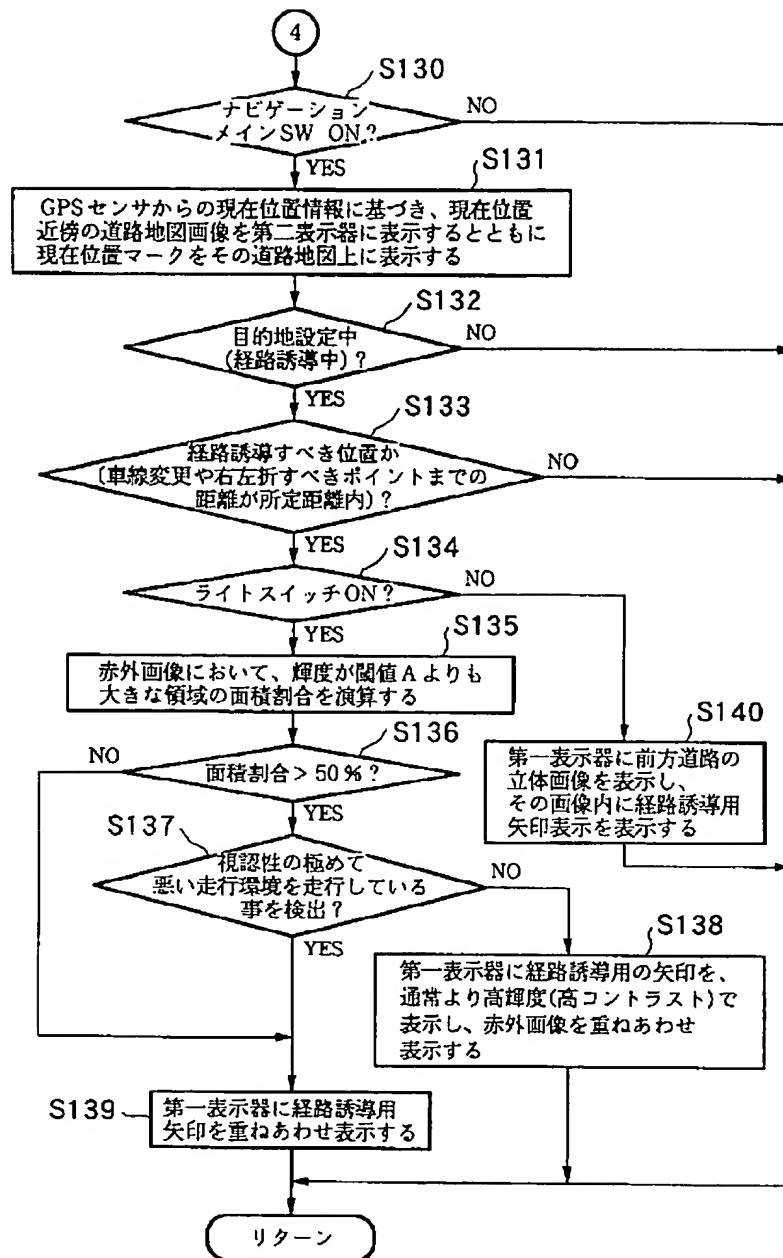 4
S130
ナビゲーション
メインSW ON?
NO
YES
S131
GPSセンサからの現在位置情報に基づき、現在位置
近傍の道路地図画像を第二表示器に表示するとともに
現在位置マークをその道路地図上に表示する
S132
目的地設定中
(経路誘導中)?
NO
YES
S133
経路誘導すべき位置か
(車線変更や右左折すべきポイントまでの
距離が所定距離内)?
NO
YES
S134
ライトスイッチON?
NO
YES
S135
赤外画像において、輝度が閾値Aよりも
大きな領域の面積割合を演算する
S136
面積割合>50%?
NO
YES
S140
第一表示器に前方道路の
立体画像を表示し、
その画像内に経路誘導用
矢印表示を表示する
S137
視認性の極めて
悪い走行環境を走行している
事を検出?
NO
YES
S138
第一表示器に経路誘導用の矢印を、
通常より高輝度(高コントラスト)で
表示し、赤外画像を重ねあわせ
表示する
S139
第一表示器に経路誘導用
矢印を重ねあわせ表示する
リターン